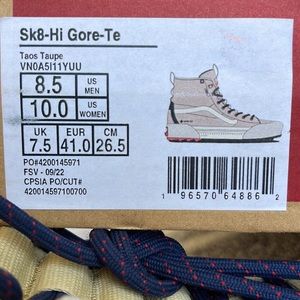 Sk8-Hi Gore-Te
Taos Taupe
VN0A5I11YUU
8.5 US MEN
10.0 US WOMEN
UK EUR CM
7.5 41.0 26.5
PO#4200145971
FSV - 09/22
CPSIA PO/CUT#
420014597100700
1 96570 64886 2